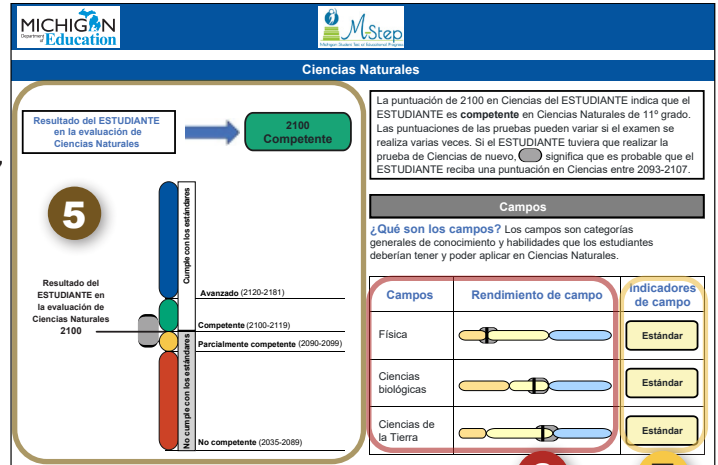 MICHIGAN
Department of Education
M-Step
Michigan Student Test of Educational Progress
Ciencias Naturales
Resultado del ESTUDIANTE
en la evaluación de
Ciencias Naturales
2100
Competente
5
Cumple con los estándares
No cumple con los estándares
Resultado del
ESTUDIANTE en
la evaluación de
Ciencias Naturales
2100
Avanzado (2120-2181)
Competente (2100-2119)
Parcialmente competente (2090-2099)
No competente (2035-2089)
La puntuación de 2100 en Ciencias del ESTUDIANTE indica que el
ESTUDIANTE es competente en Ciencias Naturales de 11º grado.
Las puntuaciones de las pruebas pueden variar si el examen se
realiza varias veces. Si el ESTUDIANTE tuviera que realizar la
prueba de Ciencias de nuevo, significa que es probable que el
ESTUDIANTE reciba una puntuación en Ciencias entre 2093-2107.
Campos
¿Qué son los campos? Los campos son categorías
generales de conocimiento y habilidades que los estudiantes
deberían tener y poder aplicar en Ciencias Naturales.
Campos Rendimiento de campo Indicadores
de campo
Física Estándar
Ciencias
biológicas Estándar
Ciencias de
la Tierra Estándar